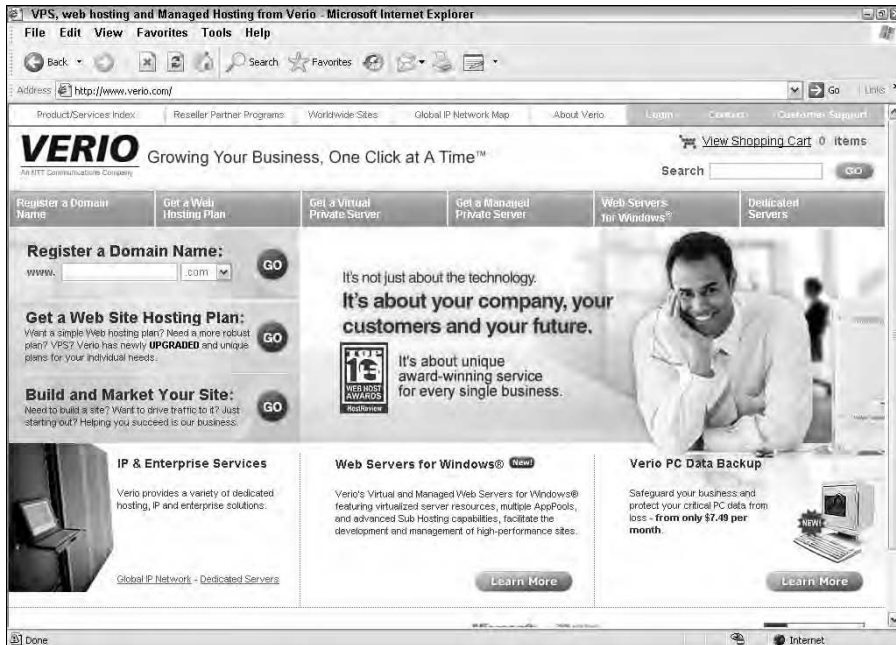 VPS, web hosting and Managed Hosting from Verio - Microsoft Internet Explorer
File Edit View Favorites Tools Help
Back Search Favorites
Address http://www.verio.com/ Go Links
Product/Services Index Reseller Partner Programs Worldwide Sites Global IP Network Map About Verio Login Contact Customer Support
VERIO Growing Your Business, One Click at A Time™
An NTT Communications Company
View Shopping Cart 0 items
Search GO
Register a Domain Name
Get a Web Hosting Plan
Get a Virtual Private Server
Get a Managed Private Server
Web Servers for Windows®
Dedicated Servers
Register a Domain Name:
www. .com GO
Get a Web Site Hosting Plan:
Want a simple Web hosting plan? Need a more robust
plan? VPS? Verio has newly UPGRADED and unique
plans for your individual needs.
GO
Build and Market Your Site:
Need to build a site? Want to drive traffic to it? Just
starting out? Helping you succeed is our business.
GO
It's not just about the technology.
It's about your company, your
customers and your future.
TOP
10
WEB HOST
AWARDS
HostReview
It's about unique
award-winning service
for every single business.
IP & Enterprise Services
Verio provides a variety of dedicated
hosting, IP and enterprise solutions.
Global IP Network - Dedicated Servers
Web Servers for Windows® New!
Verio's Virtual and Managed Web Servers for Windows®
featuring virtualized server resources, multiple AppPools,
and advanced Sub Hosting capabilities, facilitate the
development and management of high-performance sites.
Learn More
Verio PC Data Backup
Safeguard your business and
protect your critical PC data from
loss - from only $7.49 per
month.
NEW!
Learn More
Done Internet